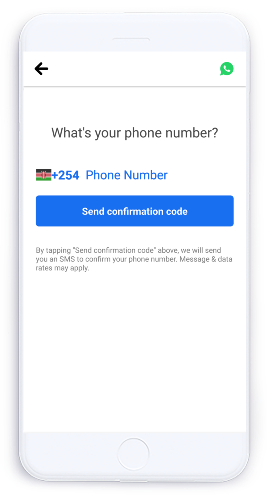 What's your phone number?
+254 Phone Number
Send confirmation code
By tapping "Send confirmation code" above, we will send
you an SMS to confirm your phone number. Message & data
rates may apply.